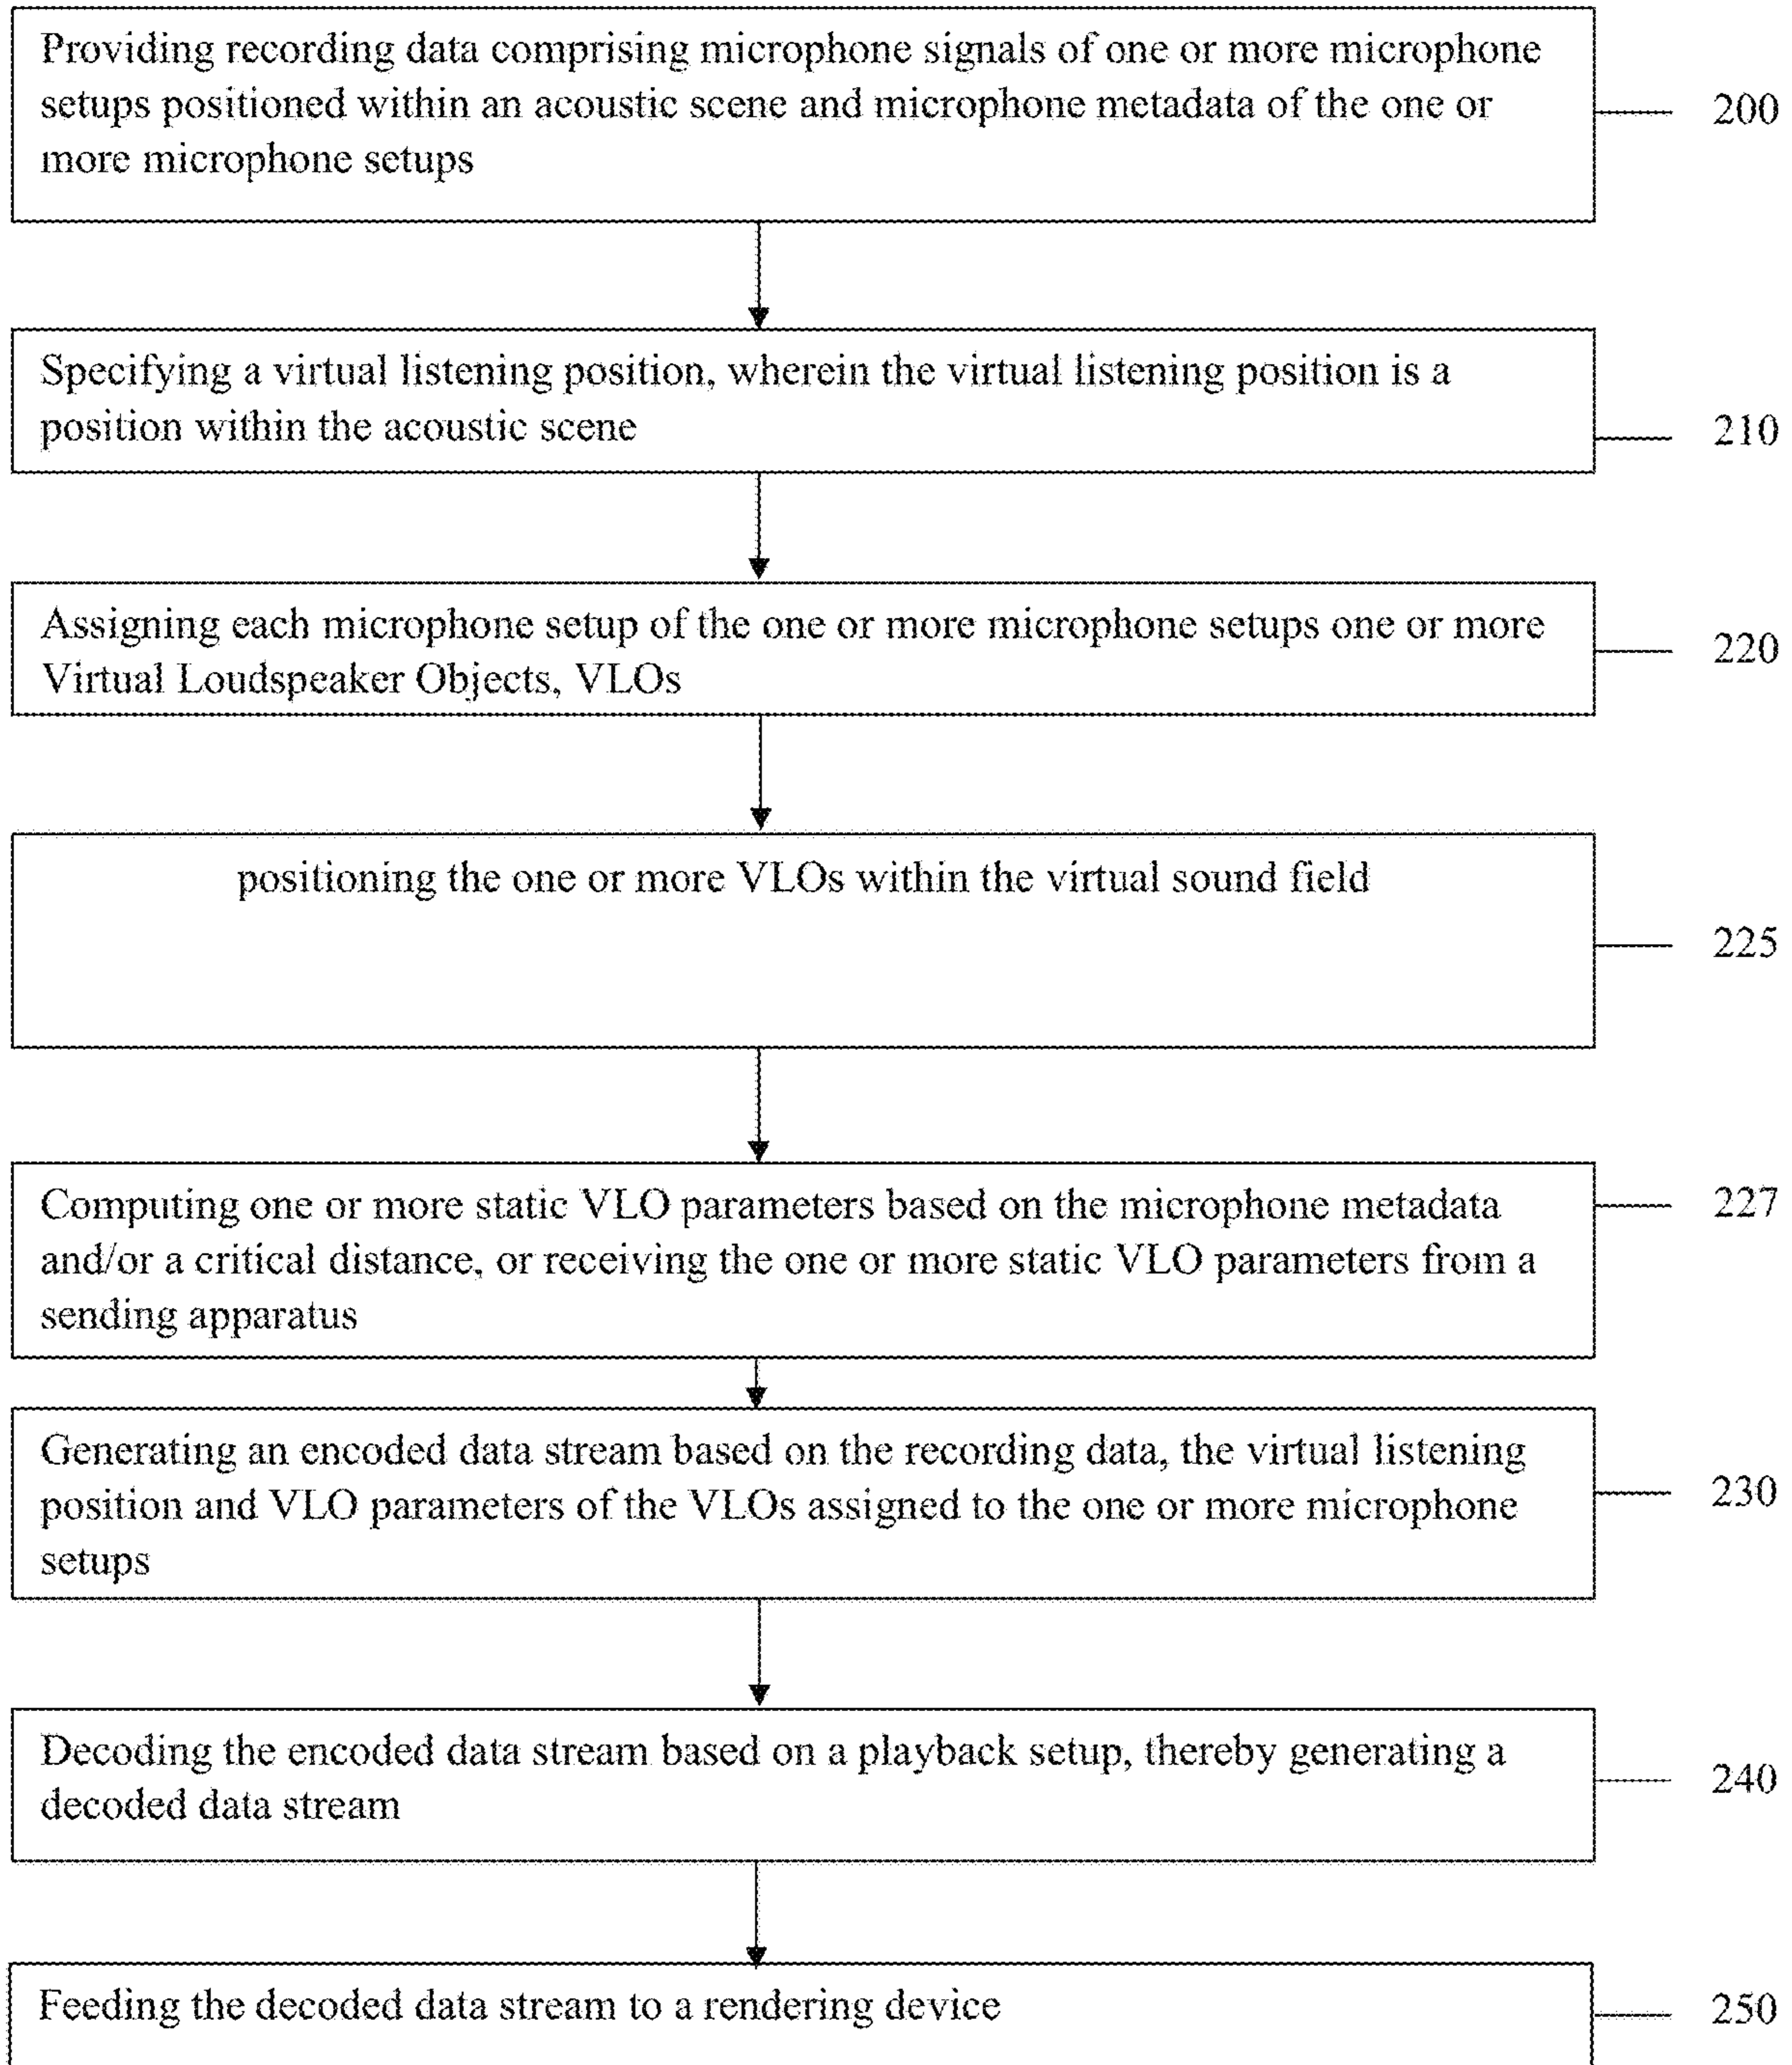 Providing recording data comprising microphone signals of one or more microphone
setups positioned within an acoustic scene and microphone metadata of the one or
more microphone setups
200
Specifying a virtual listening position, wherein the virtual listening position is a
position within the acoustic scene
210
Assigning each microphone setup of the one or more microphone setups one or more
Virtual Loudspeaker Objects, VLOs
220
positioning the one or more VLOs within the virtual sound field
225
Computing one or more static VLO parameters based on the microphone metadata
and/or a critical distance, or receiving the one or more static VLO parameters from a
sending apparatus
227
Generating an encoded data stream based on the recording data, the virtual listening
position and VLO parameters of the VLOs assigned to the one or more microphone
setups
230
Decoding the encoded data stream based on a playback setup, thereby generating a
decoded data stream
240
Feeding the decoded data stream to a rendering device
250